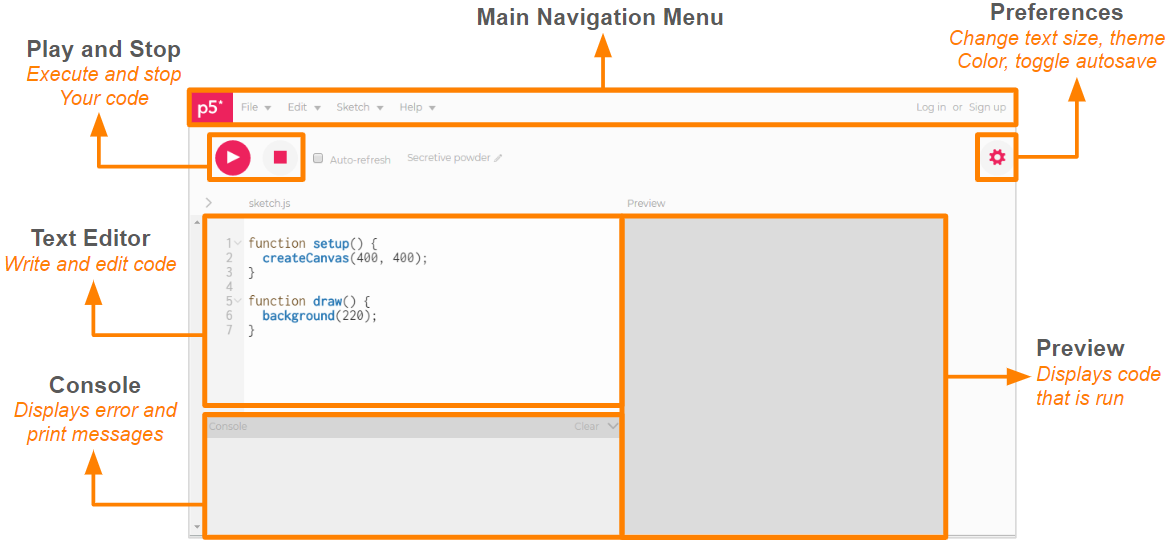 Main Navigation Menu
Preferences
Change text size, theme
Color, toggle autosave
Play and Stop
Execute and stop
Your code
p5* File Edit Sketch Help Log in or Sign up
Auto-refresh Secretive powder
sketch.js Preview
Text Editor
Write and edit code
1 function setup() {
2 createCanvas(400, 400);
3 }
4
5 function draw() {
6 background(220);
7 }
Preview
Displays code
that is run
Console
Displays error and
print messages
Console Clear